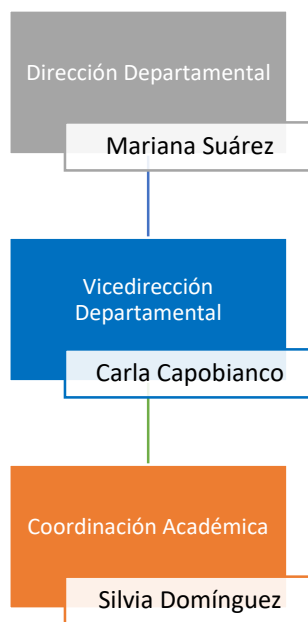 Dirección Departamental
Mariana Suárez
Vicedirección
Departamental
Carla Capobianco
Coordinación Académica
Silvia Domínguez